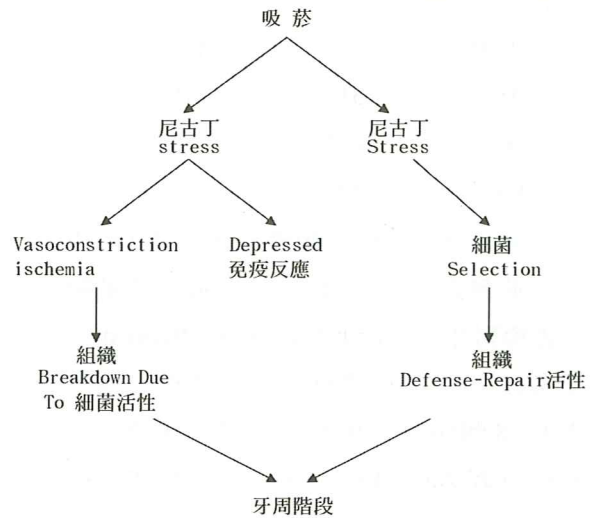 吸菸
尼古丁
stress
尼古丁
Stress
Vasoconstriction
ischemia
Depressed
免疫反應
細菌
Selection
組織
Breakdown Due
To 細菌活性
組織
Defense-Repair活性
牙周階段